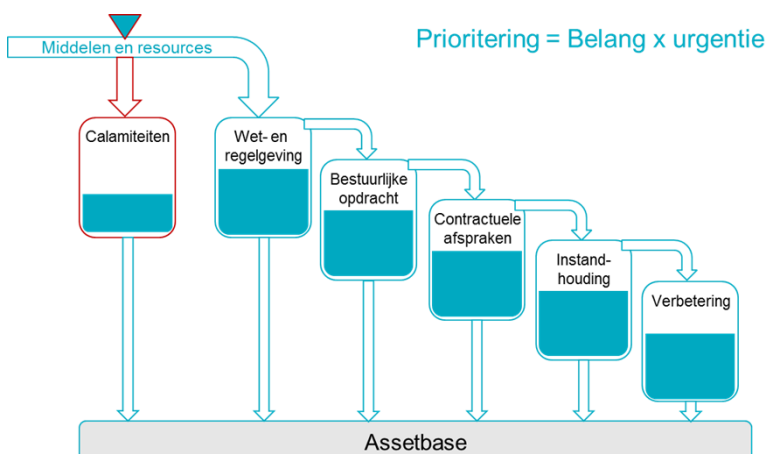 Prioritering = Belang x urgentie
Middelen en resources
Calamiteiten
Wet- en
regelgeving
Bestuurlijke
opdracht
Contractuele
afspraken
Instand-
houding
Verbetering
Assetbase